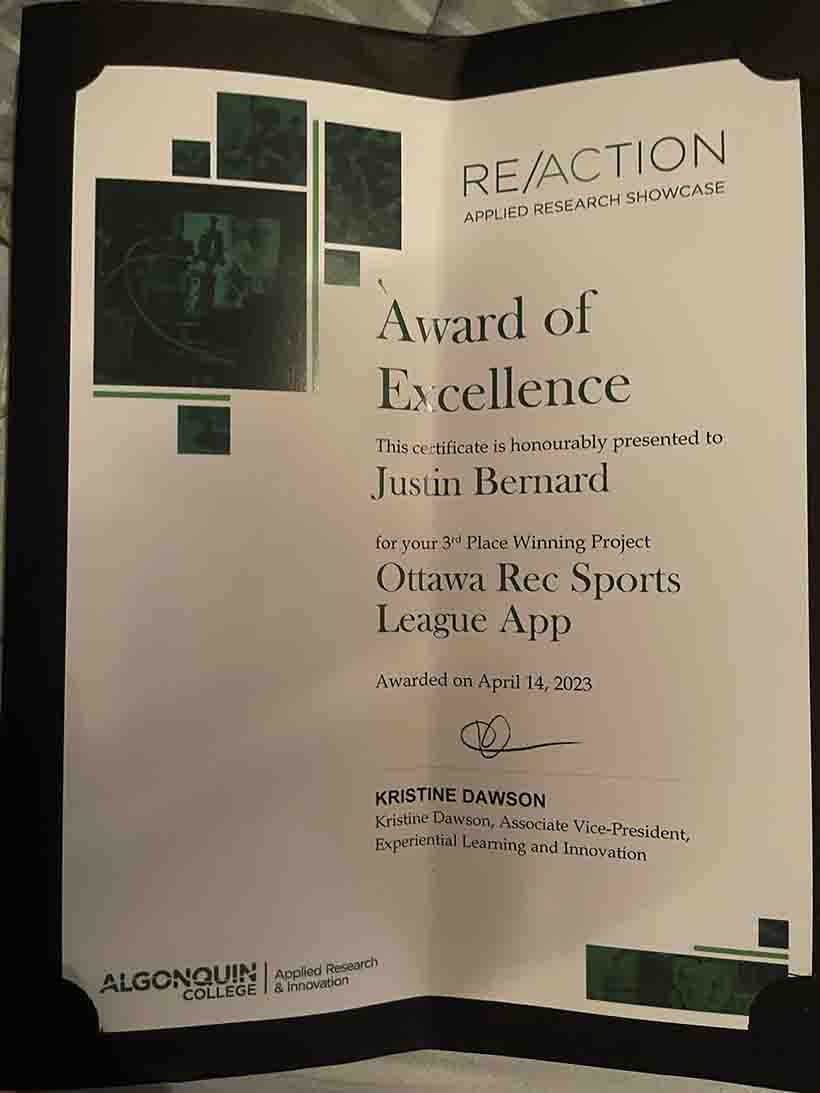 RE/ACTION
APPLIED RESEARCH SHOWCASE
Award of
Excellence
This certificate is honourably presented to
Justin Bernard
for your 3rd Place Winning Project
Ottawa Rec Sports
League App
Awarded on April 14, 2023
KRISTINE DAWSON
Kristine Dawson, Associate Vice-President,
Experiential Learning and Innovation
ALGONQUIN
COLLEGE
Applied Research
& Innovation